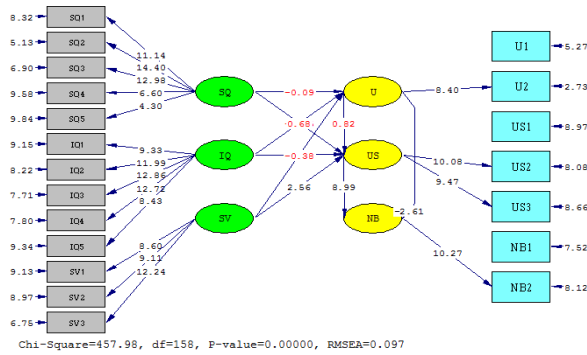 8.32 SQ1
5.13 SQ2
6.90 SQ3
9.58 SQ4
9.84 SQ5
9.15 IQ1
8.22 IQ2
7.71 IQ3
7.80 IQ4
9.34 IQ5
9.13 SV1
8.97 SV2
6.75 SV3
11.14
14.40
12.98
6.60
4.30
9.33
11.99
12.86
12.72
8.43
8.60
9.11
12.24
SQ
IQ
SV
-0.09
0.68
-0.38
2.56
0.82
8.99
-2.61
U
US
NB
8.40
10.08
9.47
10.27
U1 5.27
U2 2.73
US1 8.97
US2 8.08
US3 8.66
NB1 7.52
NB2 8.12
Chi-Square=457.98, df=158, P-value=0.00000, RMSEA=0.097